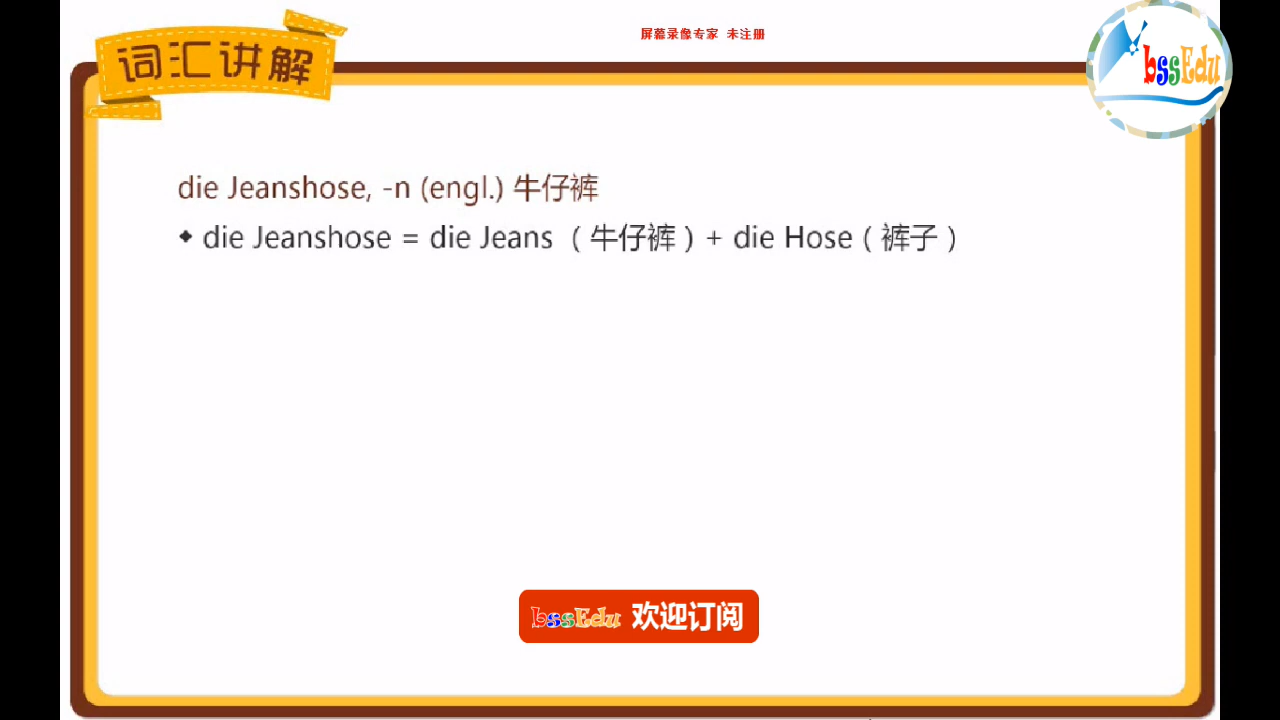 屏幕录像专家 未注册
词汇讲解
bssEdu
die Jeanshose, -n (engl.) 牛仔裤
◆ die Jeanshose = die Jeans （牛仔裤）+ die Hose（裤子）
bssEdu 欢迎订阅